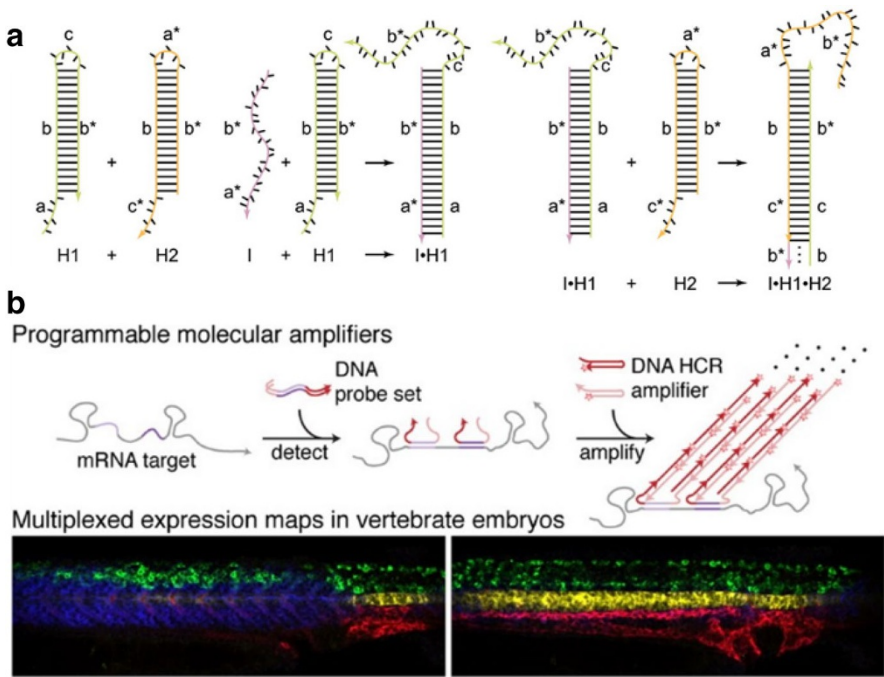 a
c
a*
b*
c
b*
c
a*
a*
b*
b
b*
b
b*
b*
b
b*
b*
b
b*
b
b
b*
b*
b
+
+
→
+
→
a
c*
a*
a
a*
a
a*
a
c*
c*
c
b*
b
H1 + H2
I + H1 → I•H1
I•H1 + H2 → I•H1•H2
b
Programmable molecular amplifiers
DNA
probe set
DNA HCR
amplifier
mRNA target
detect
amplify
Multiplexed expression maps in vertebrate embryos